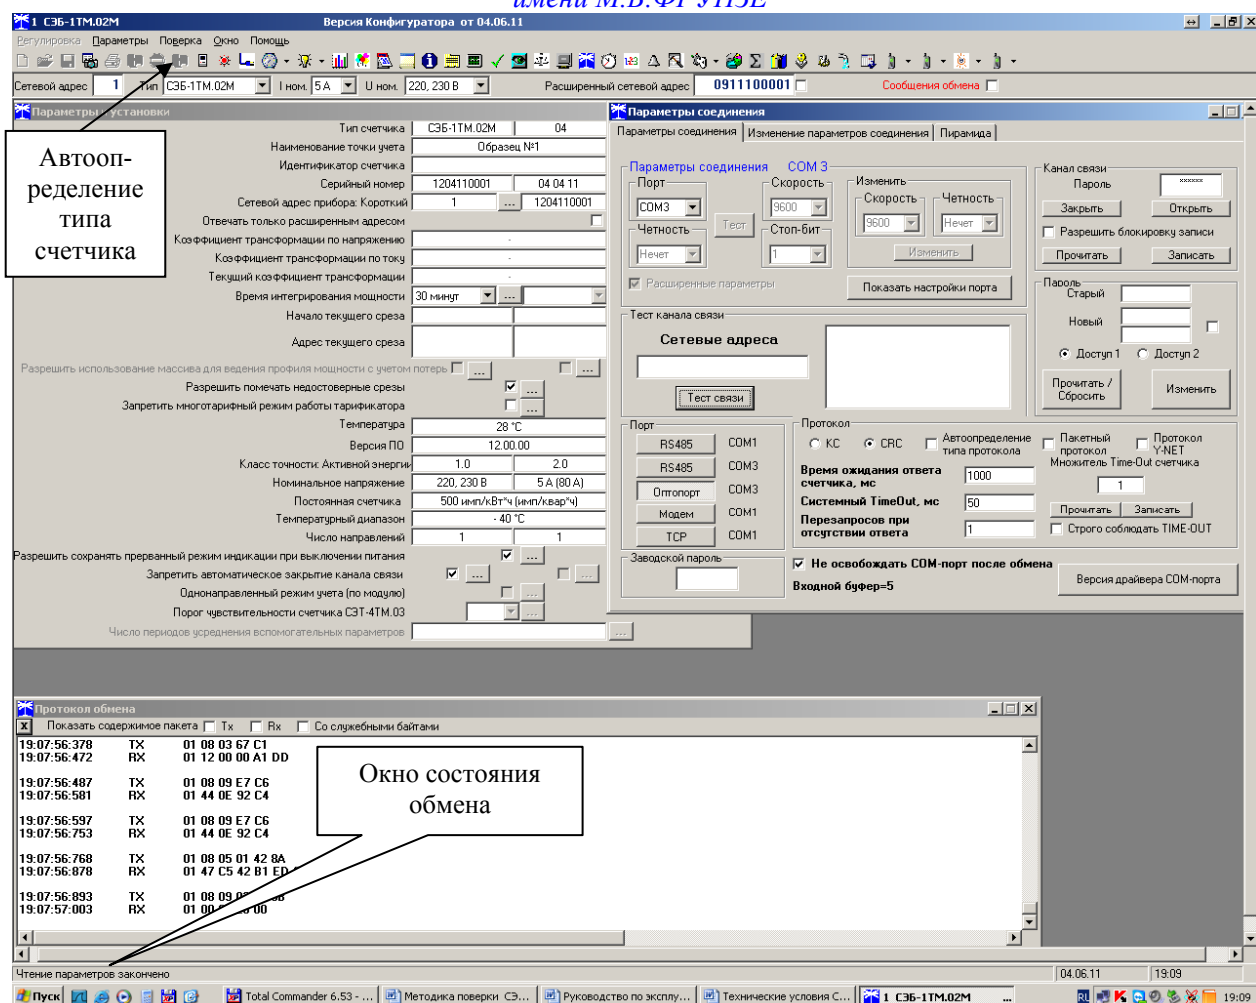 имени М.В.ФРУНЗЕ
1 СЭБ-1ТМ.02М Версия Конфигуратора от 04.06.11
Регулировка Параметры Поверка Окно Помощь
Сетевой адрес 1 Тип СЭБ-1ТМ.02М I ном. 5 А U ном. 220, 230 В Расширенный сетевой адрес 0911100001 Сообщения обмена
Параметры и установки
Автооп-
ределение
типа
счетчика
Тип счетчика СЭБ-1ТМ.02М 04
Наименование точки учета Образец №1
Идентификатор счетчика
Серийный номер 1204110001 04 04 11
Сетевой адрес прибора: Короткий 1 ... 1204110001
Отвечать только расширенным адресом
Коэффициент трансформации по напряжению -
Коэффициент трансформации по току -
Текущий коэффициент трансформации -
Время интегрирования мощности 30 минут ...
Начало текущего среза
Адрес текущего среза
Разрешить использование массива для ведения профиля мощности с учетом потерь ... ...
Разрешить помечать недостоверные срезы ...
Запретить многотарифный режим работы тарификатора ...
Температура 28 °С
Версия ПО 12.00.00
Класс точности: Активной энергии 1.0 2.0
Номинальное напряжение 220, 230 В 5 А (80 А)
Постоянная счетчика 500 имп/кВт*ч (имп/квар*ч)
Температурный диапазон - 40 °С
Число направлений 1 1
Разрешить сохранять прерванный режим индикации при выключении питания ...
Запретить автоматическое закрытие канала связи ... ...
Однонаправленный режим учета (по модулю) ...
Порог чувствительности счетчика СЭТ-4ТМ.03 ...
Число периодов усреднения вспомогательных параметров ...
Параметры соединения
Параметры соединения Изменение параметров соединения Пирамида
Параметры соединения COM 3
Порт Скорость
COM3 9600
Тест
Четность Стоп-бит
Нечет 1
Расширенные параметры
Изменить
Скорость Четность
9600 Нечет
Изменить
Показать настройки порта
Канал связи
Пароль xxxxxx
Закрыть Открыть
Разрешить блокировку записи
Прочитать Записать
Пароль
Старый
Новый
Доступ 1 Доступ 2
Прочитать /
Сбросить
Изменить
Тест канала связи
Сетевые адреса
Тест связи
Порт
RS485 COM1
RS485 COM3
Оптопорт COM3
Модем COM1
TCP COM1
Протокол
КС CRC Автоопределение
типа протокола
Пакетный
протокол
Протокол
Y-NET
Время ожидания ответа
счетчика, мс 1000
Системный TimeOut, мс 50
Перезапросов при
отсутствии ответа 1
Множитель Time-Out счетчика
1
Прочитать Записать
Строго соблюдать TIME-OUT
Заводской пароль
Не освобождать COM-порт после обмена
Входной буфер=5
Версия драйвера COM-порта
Протокол обмена
X Показать содержимое пакета Tx Rx Со служебными байтами
19:07:56:378 TX 01 08 03 67 C1
19:07:56:472 RX 01 12 00 00 A1 DD
19:07:56:487 TX 01 08 09 E7 C6
19:07:56:581 RX 01 44 0E 92 C4
19:07:56:597 TX 01 08 09 E7 C6
19:07:56:753 RX 01 44 0E 92 C4
19:07:56:768 TX 01 08 05 01 42 8A
19:07:56:878 RX 01 47 C5 42 B1 ED
19:07:56:893 TX 01 08 09
19:07:57:003 RX 01 00
Окно состояния
обмена
Чтение параметров закончено 04.06.11 19:09
Пуск Total Commander 6.53 - ... Методика поверки СЭ... Руководство по эксплу... Технические условия С... 1 СЭБ-1ТМ.02М ... RL 19:09